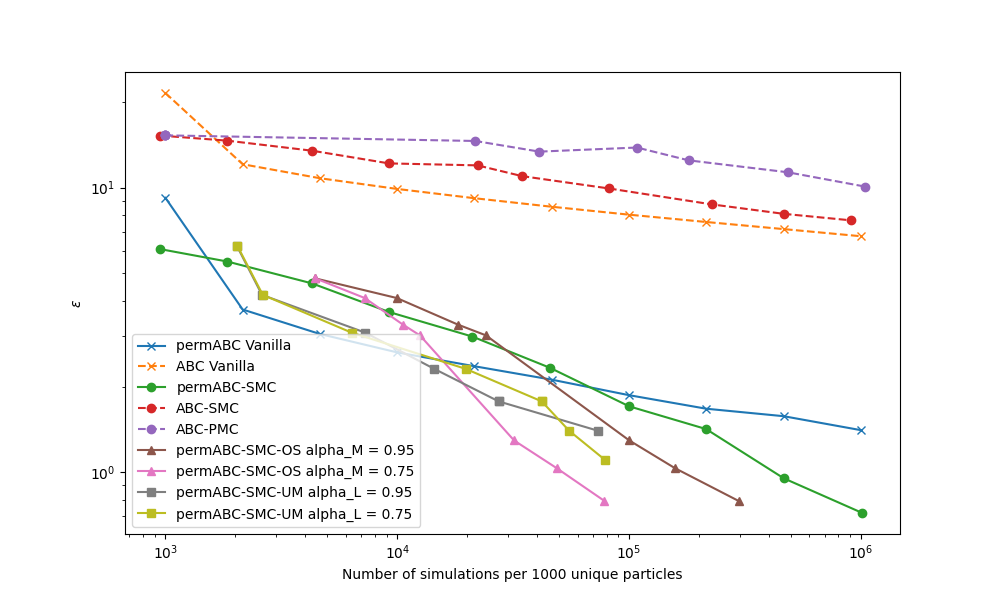 ε
10¹
10⁰
permABC Vanilla
ABC Vanilla
permABC-SMC
ABC-SMC
ABC-PMC
permABC-SMC-OS alpha_M = 0.95
permABC-SMC-OS alpha_M = 0.75
permABC-SMC-UM alpha_L = 0.95
permABC-SMC-UM alpha_L = 0.75
10³ 10⁴ 10⁵ 10⁶
Number of simulations per 1000 unique particles